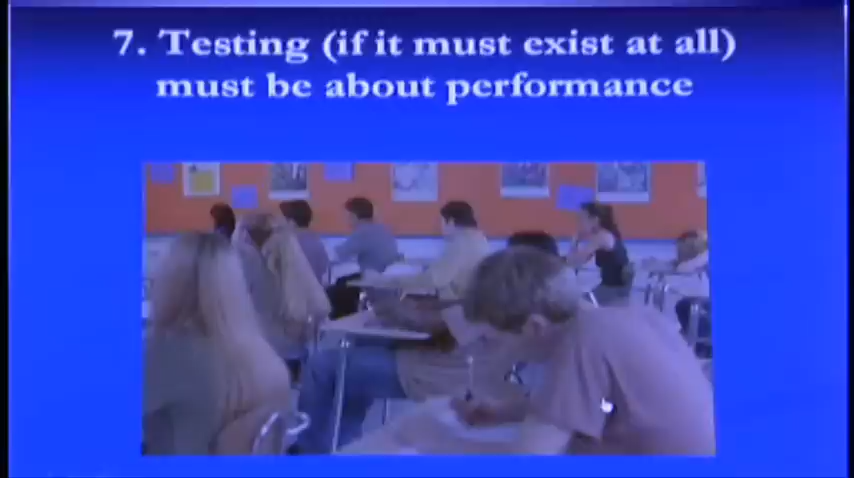 7. Testing (if it must exist at all)
must be about performance